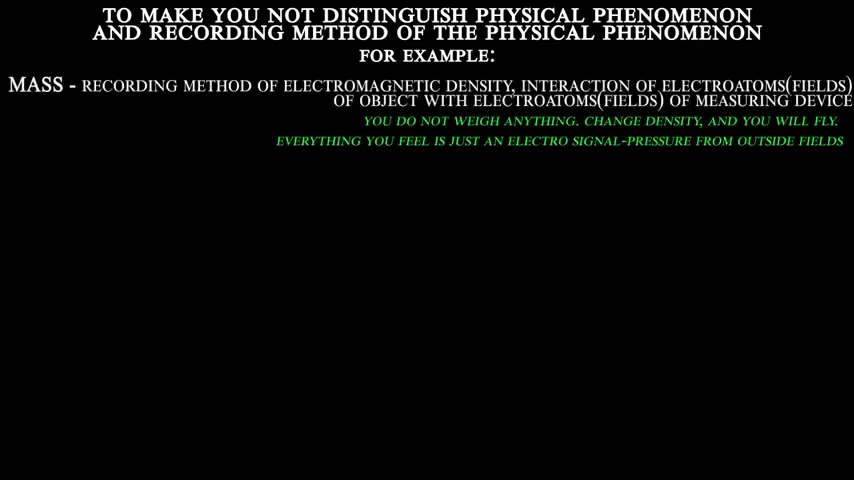 TO MAKE YOU NOT DISTINGUISH PHYSICAL PHENOMENON
AND RECORDING METHOD OF THE PHYSICAL PHENOMENON
FOR EXAMPLE:
MASS - RECORDING METHOD OF ELECTROMAGNETIC DENSITY, INTERACTION OF ELECTROATOMS(FIELDS)
OF OBJECT WITH ELECTROATOMS(FIELDS) OF MEASURING DEVICE
YOU DO NOT WEIGH ANYTHING. CHANGE DENSITY, AND YOU WILL FLY.
EVERYTHING YOU FEEL IS JUST AN ELECTRO SIGNAL-PRESSURE FROM OUTSIDE FIELDS